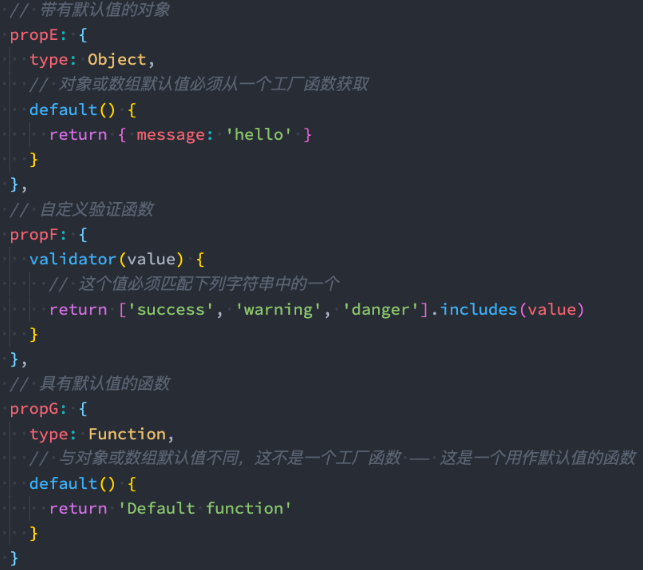 // 带有默认值的对象
propE: {
  type: Object,
  // 对象或数组默认值必须从一个工厂函数获取
  default() {
    return { message: 'hello' }
  }
},
// 自定义验证函数
propF: {
  validator(value) {
    // 这个值必须匹配下列字符串中的一个
    return ['success', 'warning', 'danger'].includes(value)
  }
},
// 具有默认值的函数
propG: {
  type: Function,
  // 与对象或数组默认值不同, 这不是一个工厂函数 —— 这是一个用作默认值的函数
  default() {
    return 'Default function'
  }
}